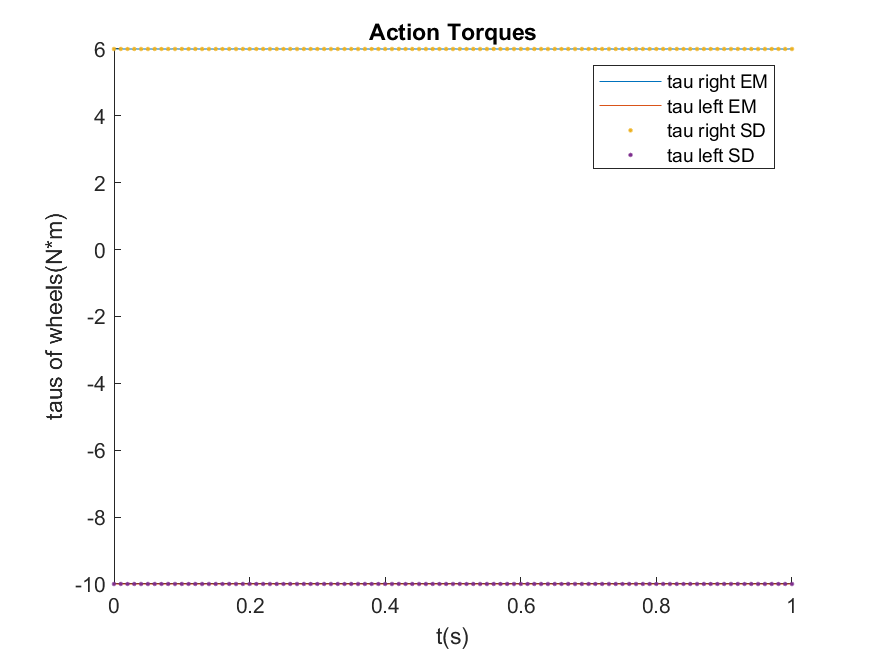 Action Torques
6
4
2
0
-2
-4
-6
-8
-10
taus of wheels(N*m)
tau right EM
tau left EM
tau right SD
tau left SD
0
0.2
0.4
0.6
0.8
1
t(s)